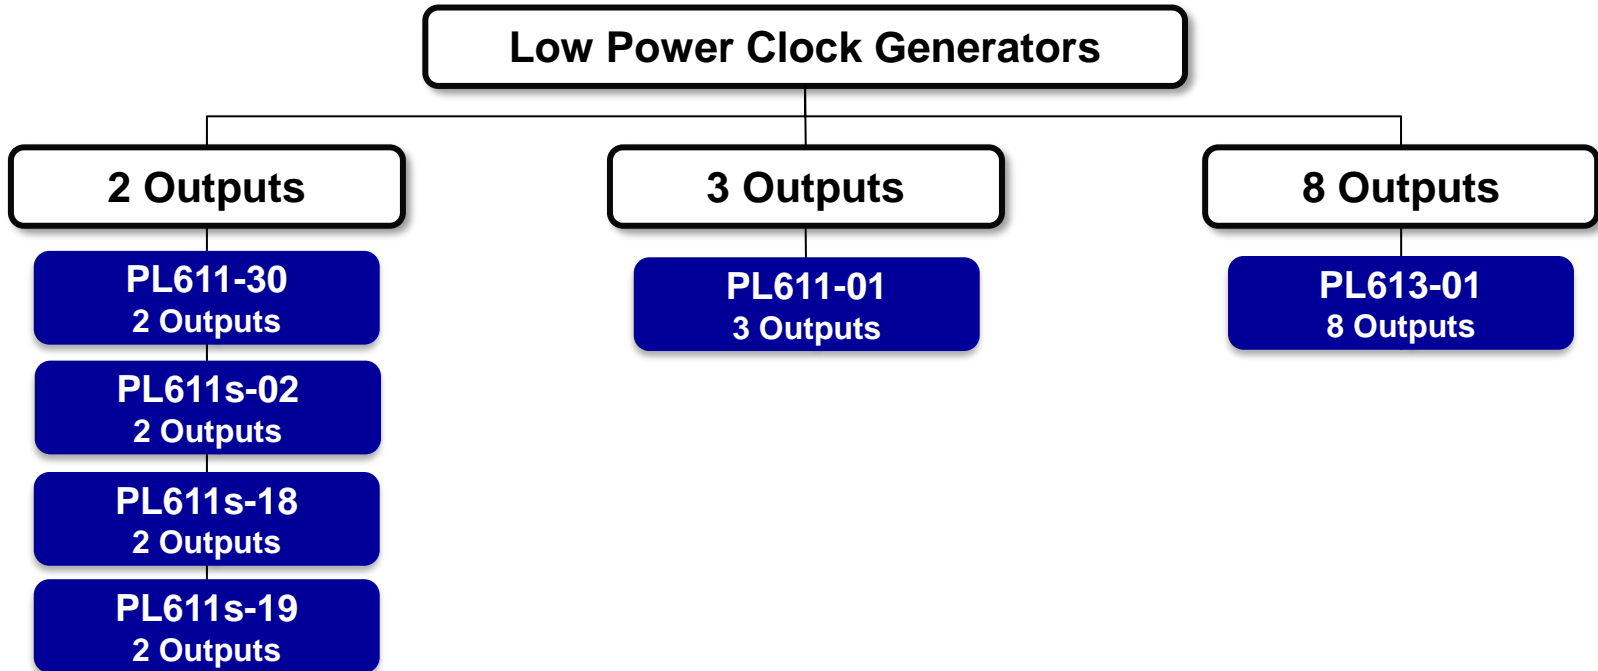 Low Power Clock Generators
2 Outputs
PL611-30
2 Outputs
PL611s-02
2 Outputs
PL611s-18
2 Outputs
PL611s-19
2 Outputs
3 Outputs
PL611-01
3 Outputs
8 Outputs
PL613-01
8 Outputs